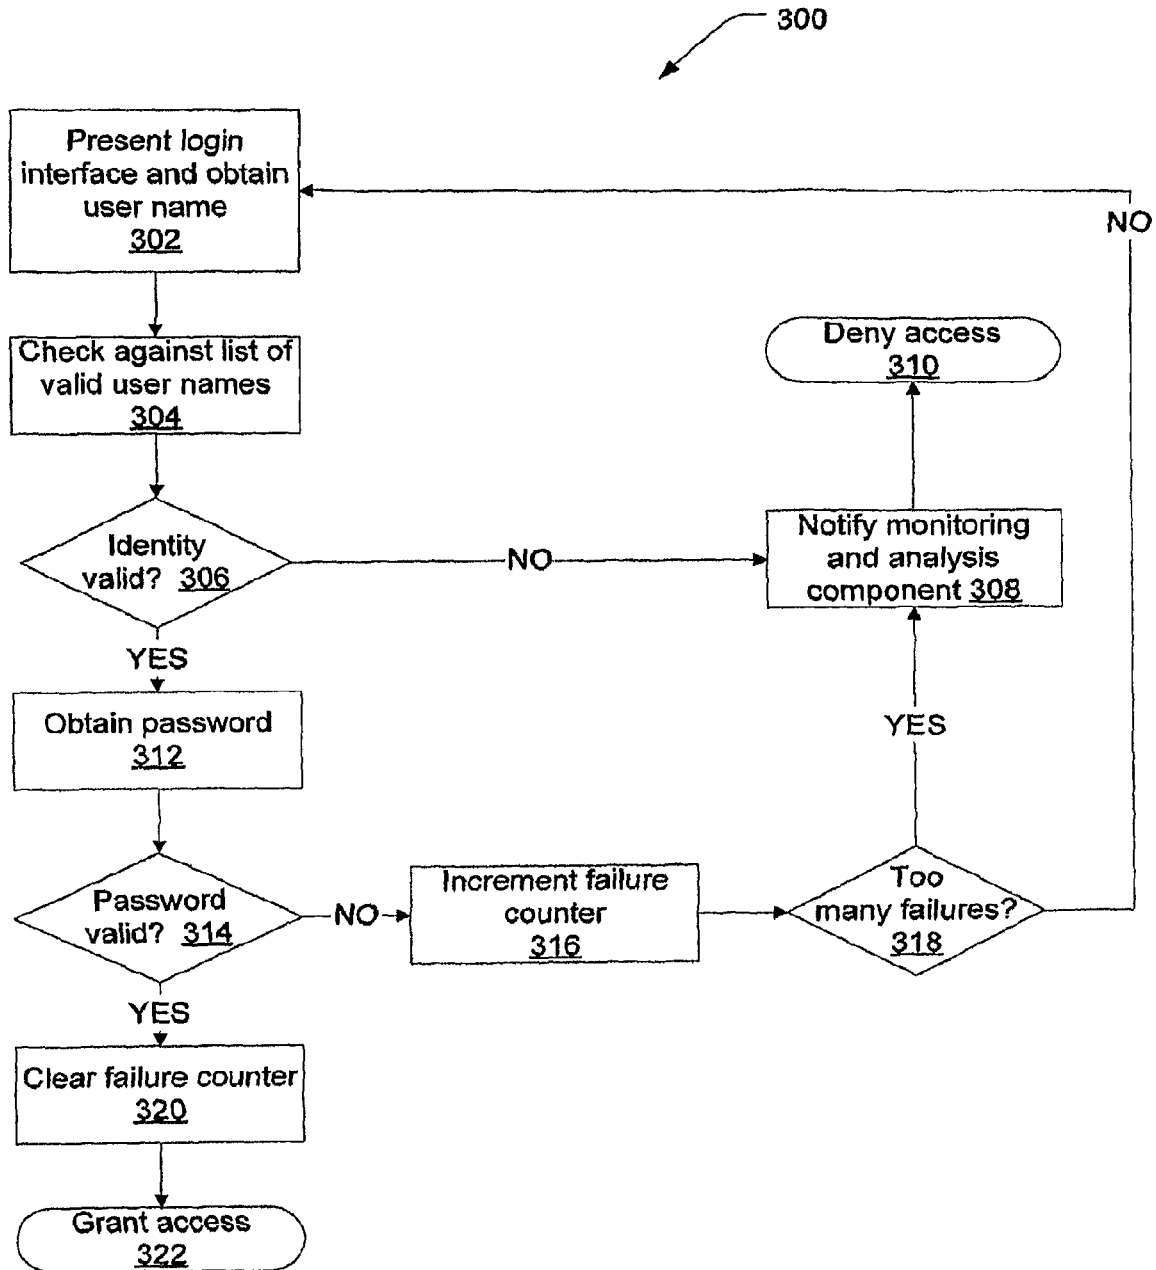 300
Present login
interface and obtain
user name
302
NO
Check against list of
valid user names
304
Deny access
310
Identity
valid? 306
NO
Notify monitoring
and analysis
component 308
YES
Obtain password
312
YES
Password
valid? 314
NO
Increment failure
counter
316
Too
many failures?
318
YES
Clear failure counter
320
Grant access
322